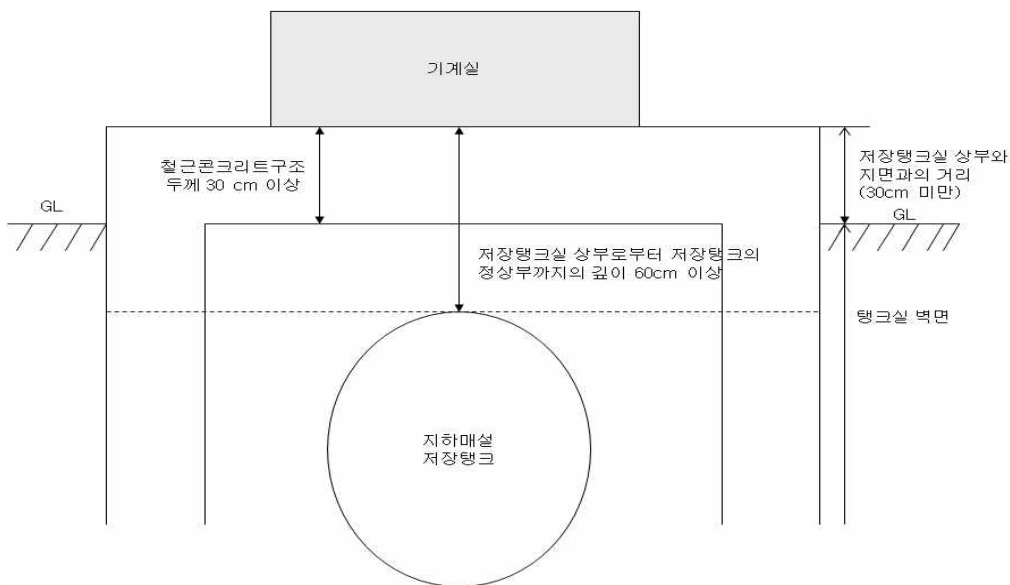 기계실
철근콘크리트구조
두께 30 cm 이상
저장탱크실 상부와
지면과의 거리
(30cm 미만)
GL
GL
저장탱크실 상부로부터 저장탱크의
정상부까지의 깊이 60cm 이상
탱크실 벽면
지하매설
저장탱크